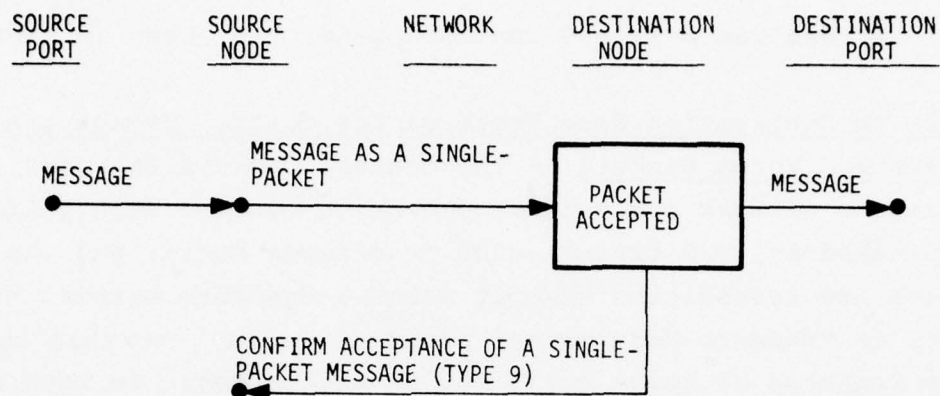 SOURCE PORT
SOURCE NODE
NETWORK
DESTINATION NODE
DESTINATION PORT
MESSAGE
MESSAGE AS A SINGLE-
PACKET
PACKET
ACCEPTED
MESSAGE
CONFIRM ACCEPTANCE OF A SINGLE-
PACKET MESSAGE (TYPE 9)